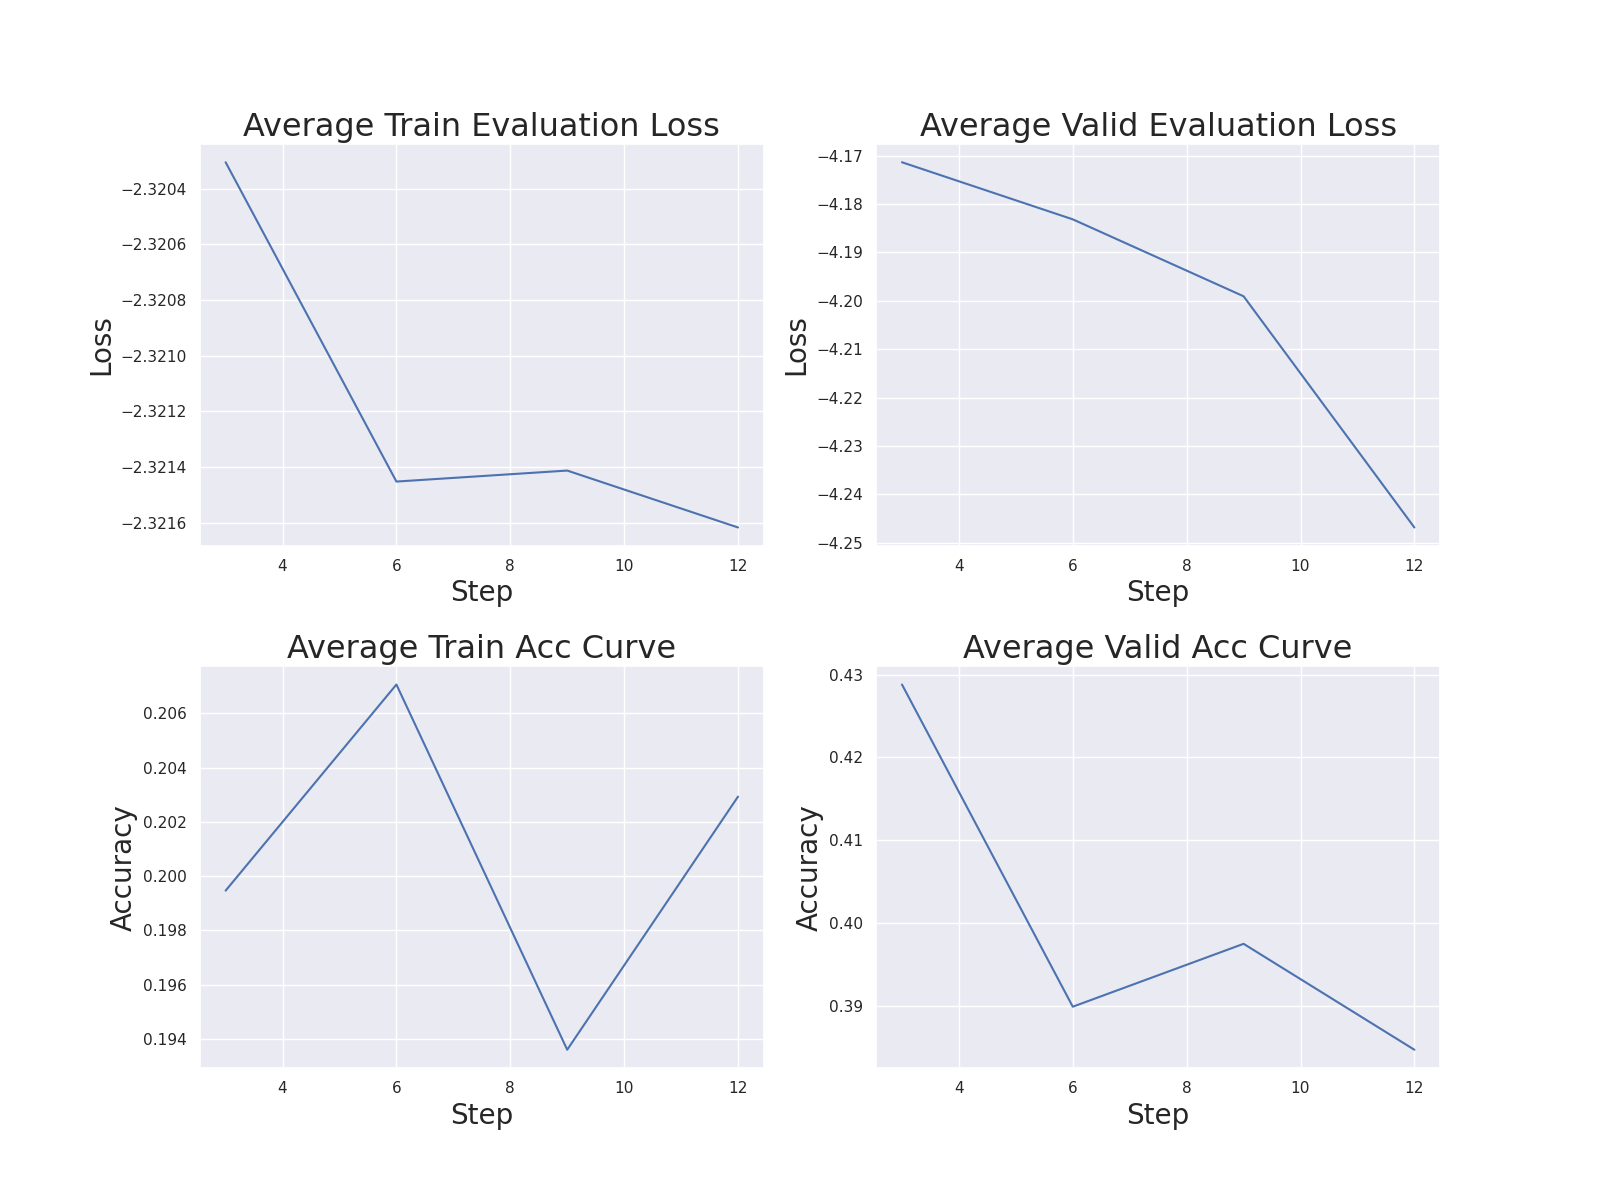 Average Train Evaluation Loss
−2.3204
−2.3206
−2.3208
−2.3210
−2.3212
−2.3214
−2.3216
Loss
4 6 8 10 12
Step
Average Valid Evaluation Loss
−4.17
−4.18
−4.19
−4.20
−4.21
−4.22
−4.23
−4.24
−4.25
Loss
4 6 8 10 12
Step
Average Train Acc Curve
0.206
0.204
0.202
0.200
0.198
0.196
0.194
Accuracy
4 6 8 10 12
Step
Average Valid Acc Curve
0.43
0.42
0.41
0.40
0.39
Accuracy
4 6 8 10 12
Step